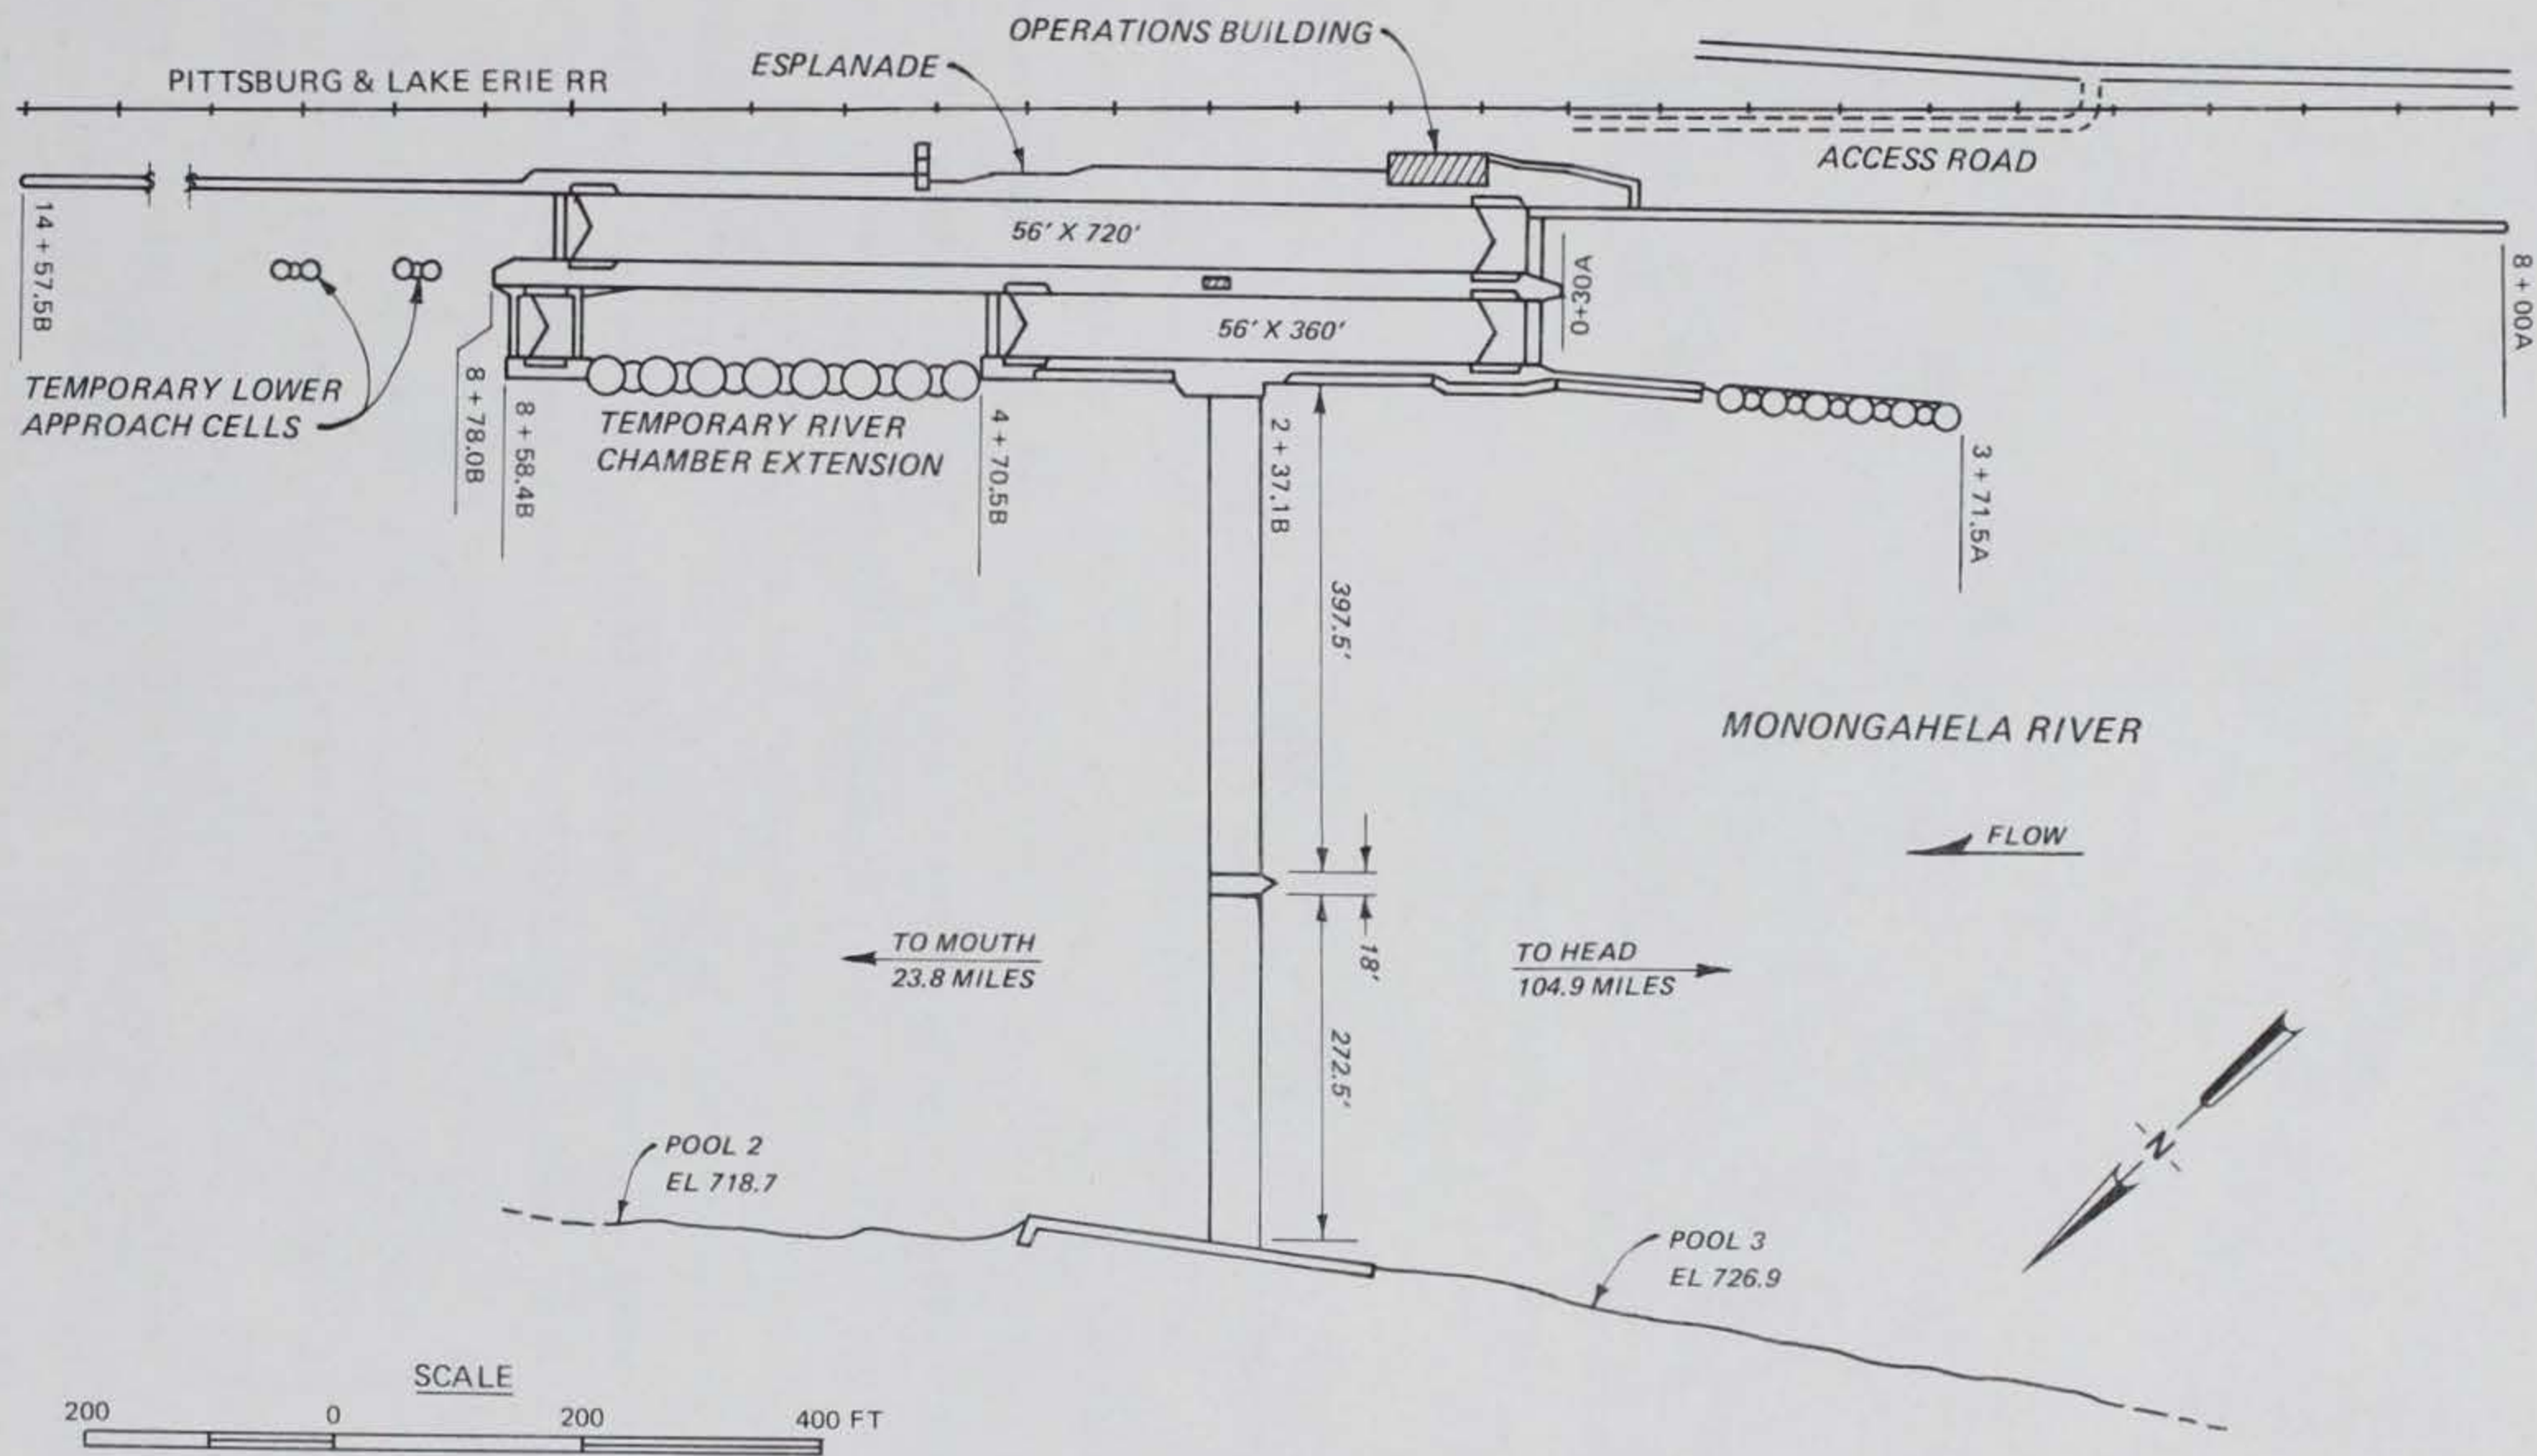 OPERATIONS BUILDING
ESPLANADE
PITTSBURG & LAKE ERIE RR
ACCESS ROAD
56' X 720'
56' X 360'
14 + 57.5B
0+30A
8 + 00A
TEMPORARY LOWER
APPROACH CELLS
8 + 78.0B
8 + 58.4B
TEMPORARY RIVER
CHAMBER EXTENSION
4 + 70.5B
2 + 37.1B
3 + 71.5A
397.5'
MONONGAHELA RIVER
FLOW
18'
TO MOUTH
23.8 MILES
TO HEAD
104.9 MILES
272.5'
N
POOL 2
EL 718.7
POOL 3
EL 726.9
SCALE
200 0 200 400 FT